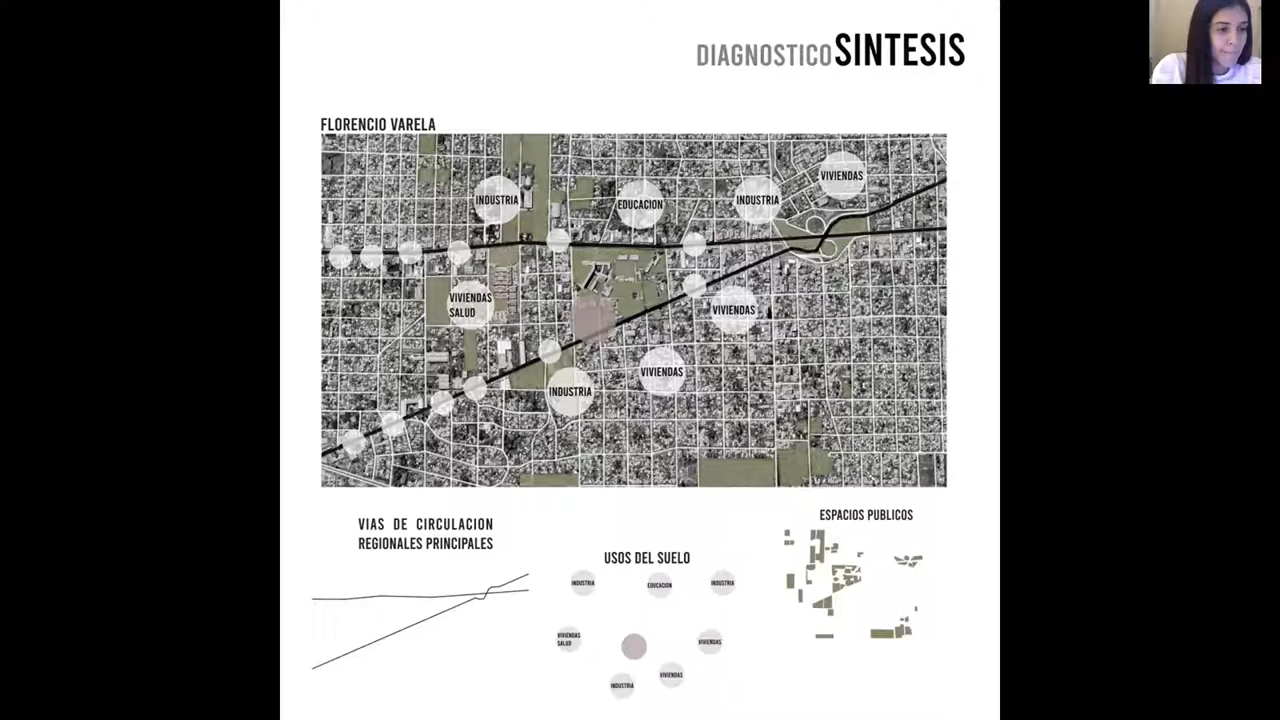 DIAGNOSTICO SINTESIS
FLORENCIO VARELA
VIVIENDAS
INDUSTRIA
EDUCACION
INDUSTRIA
VIVIENDAS
SALUD
VIVIENDAS
VIVIENDAS
INDUSTRIA
VIAS DE CIRCULACION
REGIONALES PRINCIPALES
USOS DEL SUELO
INDUSTRIA
EDUCACION
INDUSTRIA
VIVIENDAS
SALUD
VIVIENDAS
VIVIENDAS
INDUSTRIA
ESPACIOS PUBLICOS